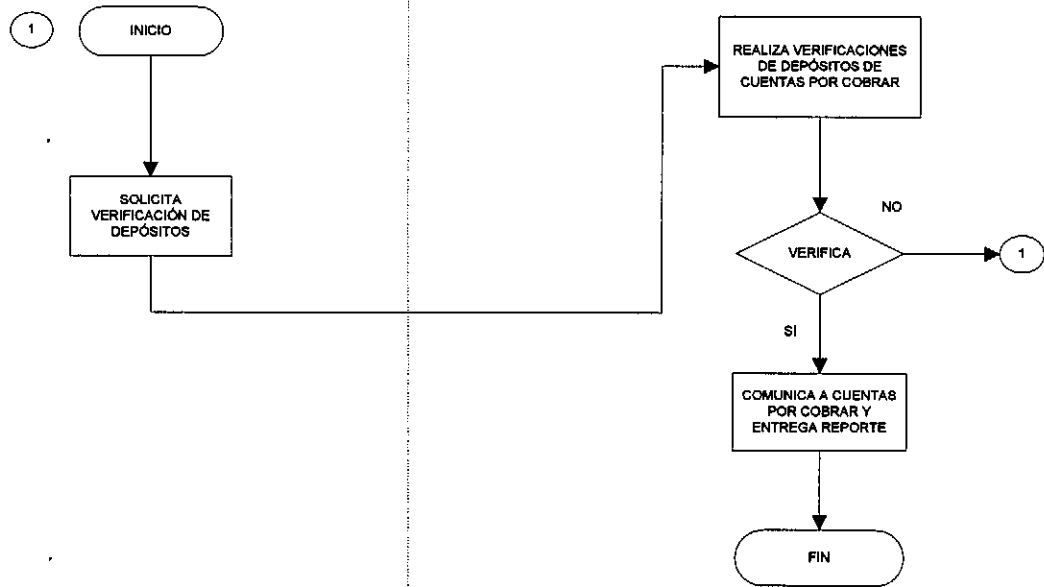 1
INICIO
SOLICITA
VERIFICACIÓN DE
DEPÓSITOS
REALIZA VERIFICACIONES
DE DEPÓSITOS DE
CUENTAS POR COBRAR
NO
VERIFICA
1
SI
COMUNICA A CUENTAS
POR COBRAR Y
ENTREGA REPORTE
FIN